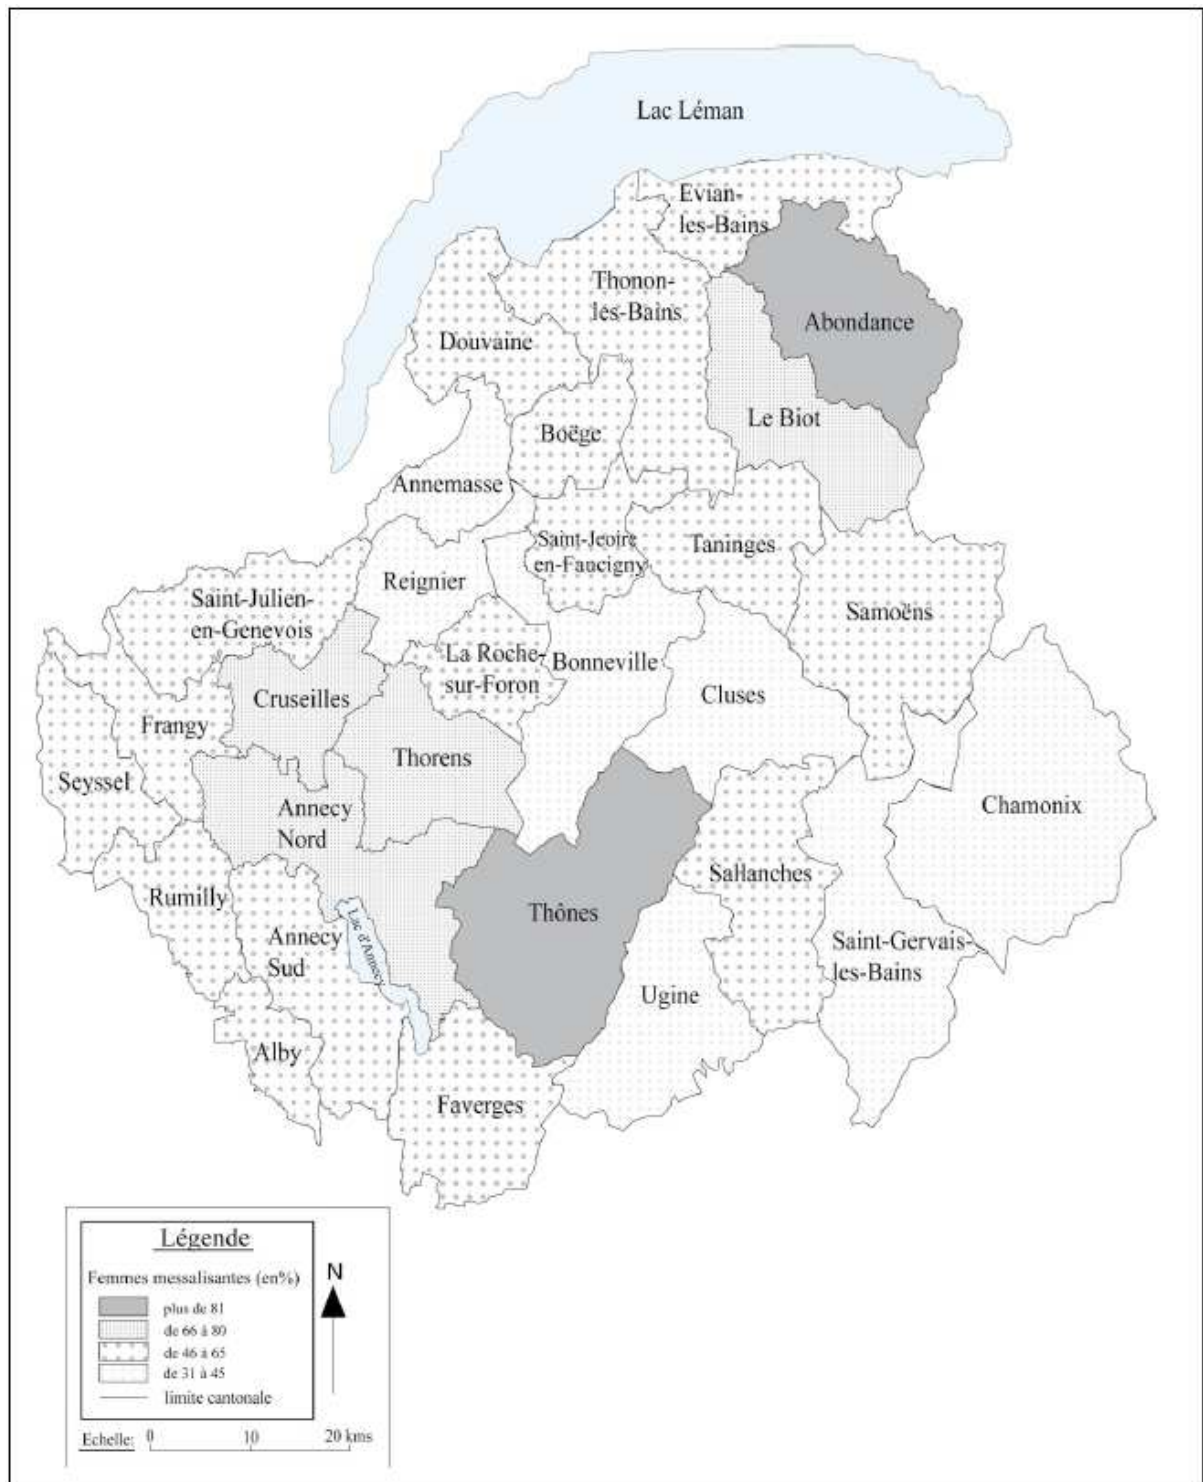 Lac Léman
Evian-
les-Bains
Thonon-
les-Bains
Abondance
Douvaine
Le Biot
Boëge
Annemasse
Saint-Jeoire
en-Faucigny
Taninges
Reignier
Saint-Julien-
en-Genevois
Samoëns
La Roche-
sur-Foron
Bonneville
Cruseilles
Cluses
Frangy
Thorens
Seyssel
Annecy
Nord
Chamonix
Sallanches
Rumilly
Thônes
Lac d'Annecy
Annecy
Sud
Saint-Gervais-
les-Bains
Ugine
Alby
Faverges
Légende
Femmes messalisantes (en%)
plus de 81
de 66 à 80
de 46 à 65
de 31 à 45
limite cantonale
N
Echelle: 0 10 20 kms